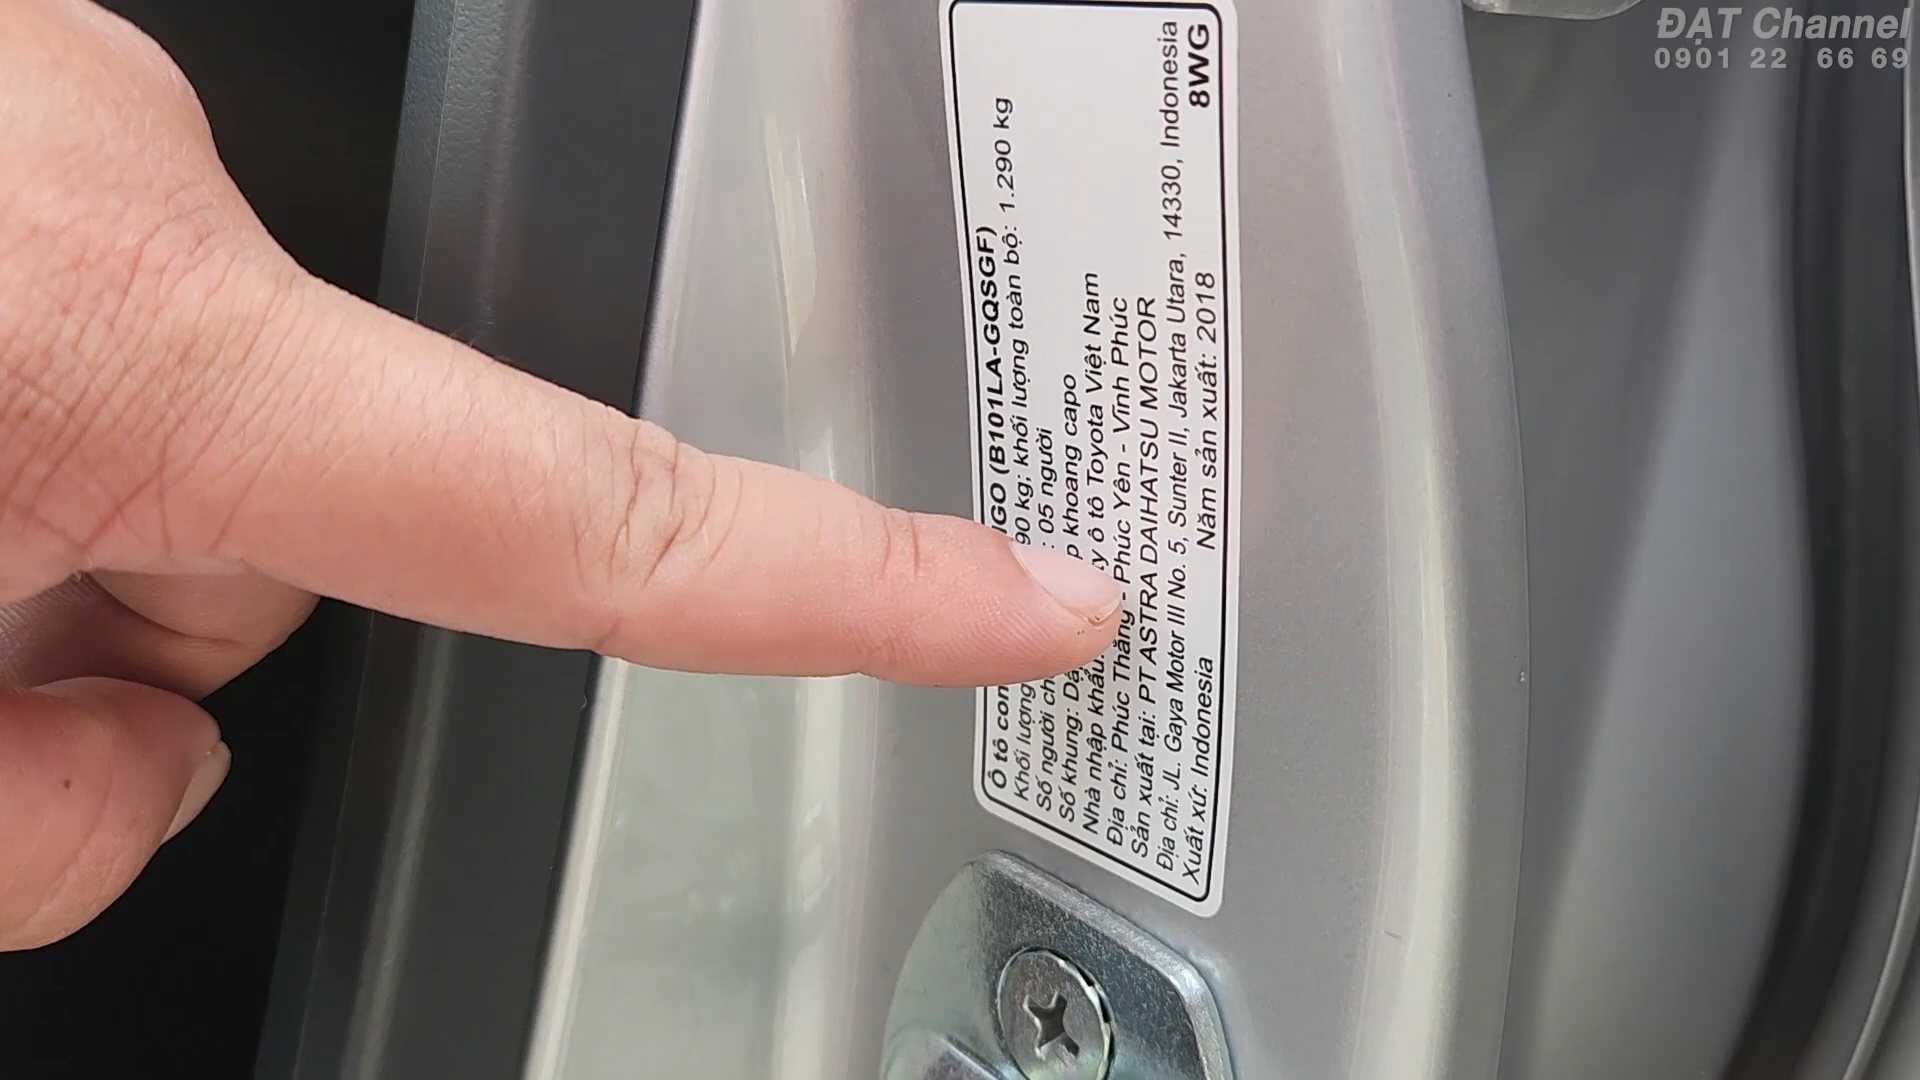 ĐẠT Channel
0901 22 66 69
Ô tô con GO (B101LA-GQSGF)
Khối lượng 90 kg; khối lượng toàn bộ: 1.290 kg
Số người : 05 người
Số khung: khoang capo
Nhà nhập khẩu: ô tô Toyota Việt Nam
Địa chỉ: Phúc Thắng - Phúc Yên - Vĩnh Phúc
Sản xuất tại: PT ASTRA DAIHATSU MOTOR
Địa chỉ: JL. Gaya Motor III No. 5, Sunter II, Jakarta Utara, 14330, Indonesia
Xuất xứ: Indonesia Năm sản xuất: 2018 8WG